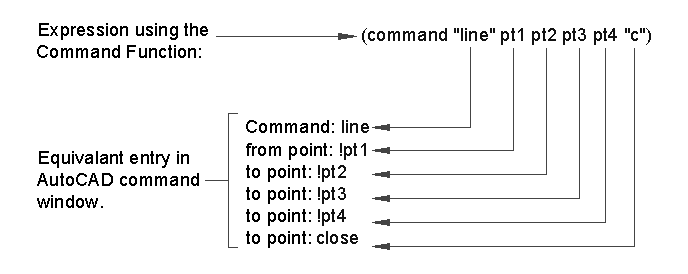 Expression using the
Command Function:
(command "line" pt1 pt2 pt3 pt4 "c")
Equivalant entry in
AutoCAD command
window.
Command: line
from point: !pt1
to point: !pt2
to point: !pt3
to point: !pt4
to point: close